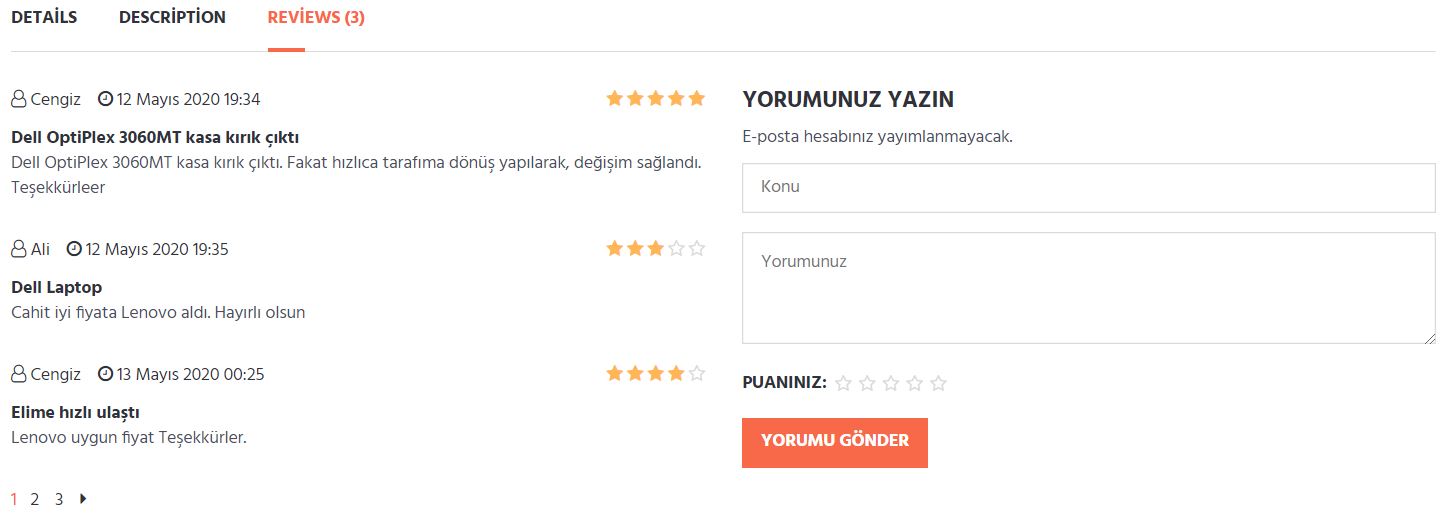 DETAİLS DESCRİPTİON REVİEWS (3)
Cengiz 12 Mayıs 2020 19:34
Dell OptiPlex 3060MT kasa kırık çıktı
Dell OptiPlex 3060MT kasa kırık çıktı. Fakat hızlıca tarafıma dönüş yapılarak, değişim sağlandı.
Teşekkürleer
Ali 12 Mayıs 2020 19:35
Dell Laptop
Cahit iyi fiyata Lenovo aldı. Hayırlı olsun
Cengiz 13 Mayıs 2020 00:25
Elime hızlı ulaştı
Lenovo uygun fiyat Teşekkürler.
1 2 3
YORUMUNUZ YAZIN
E-posta hesabınız yayımlanmayacak.
Konu
Yorumunuz
PUANINIZ:
YORUMU GÖNDER